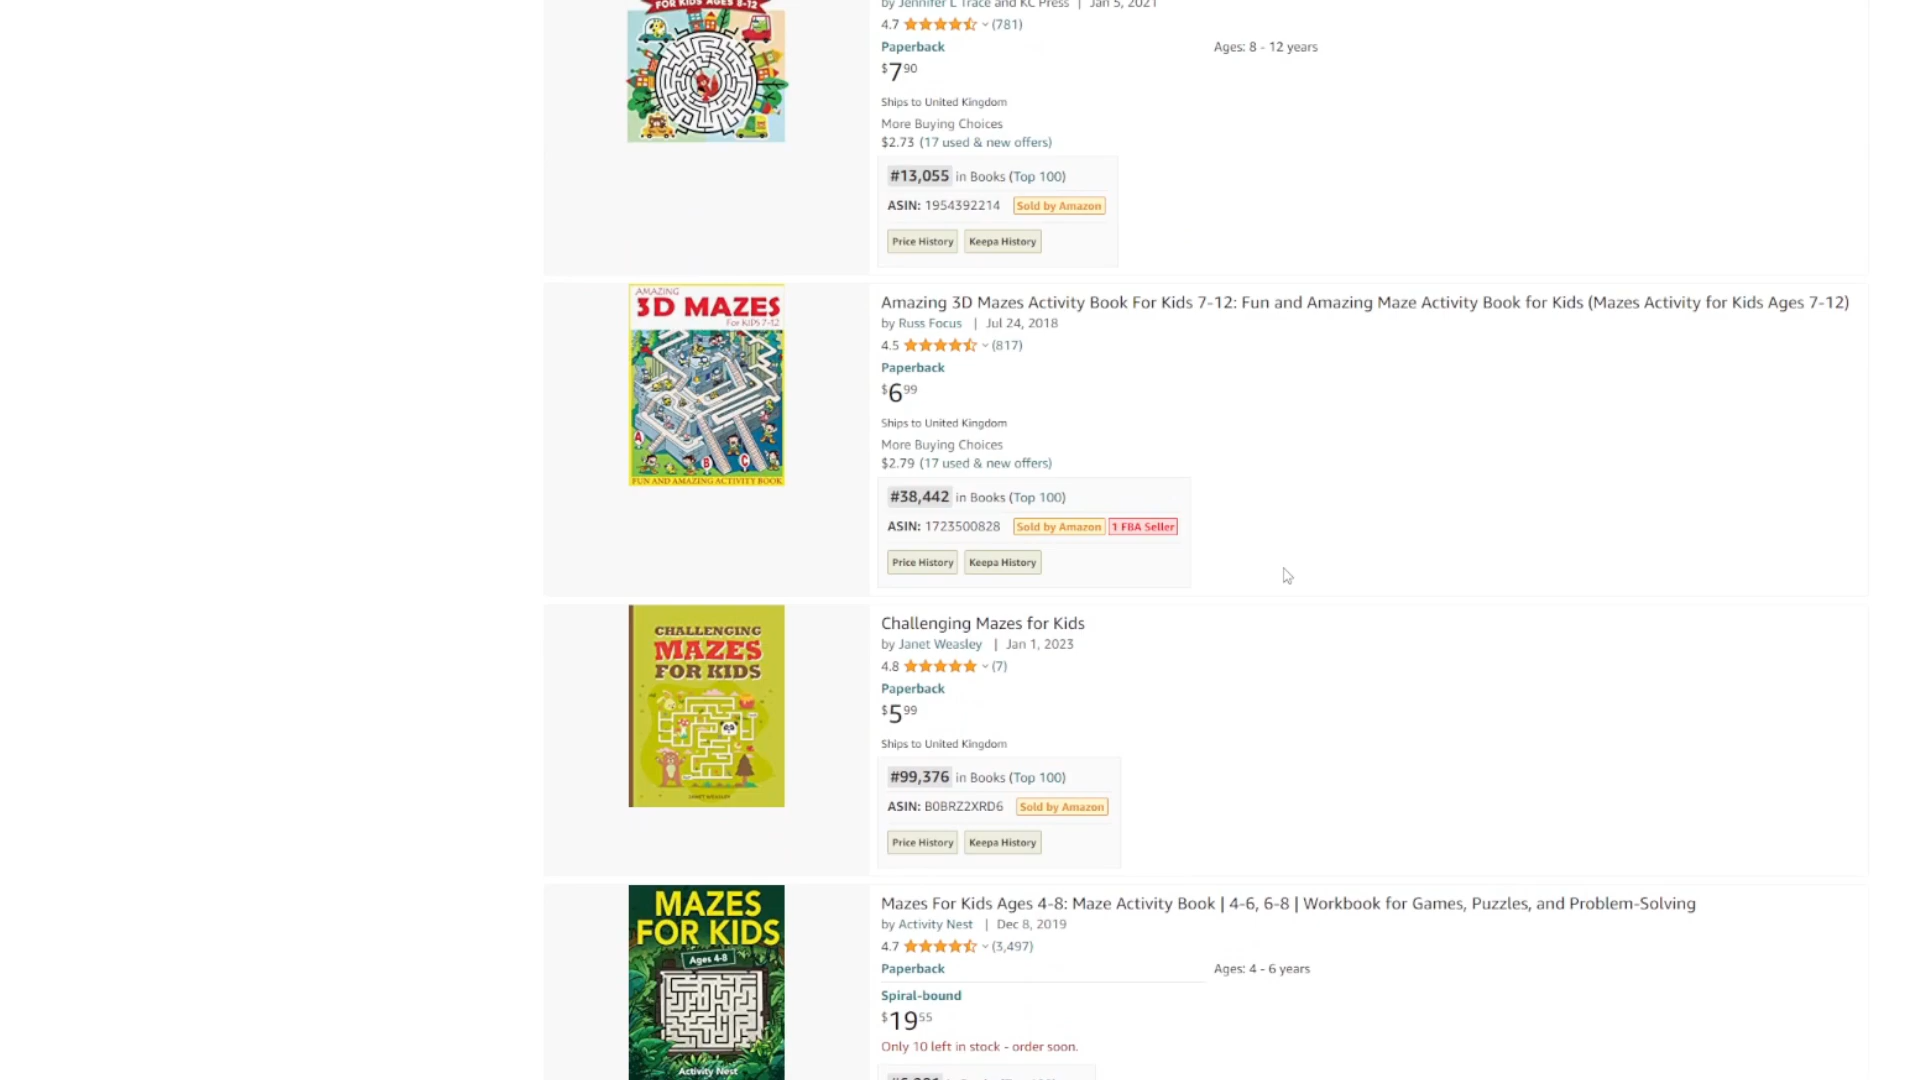 FOR KIDS AGES 8-12
by Jennifer L Trace and KC Press | Jan 5, 2021
4.7 (781)
Paperback
Ages: 8 - 12 years
$7 90
Ships to United Kingdom
More Buying Choices
$2.73 (17 used & new offers)
#13,055 in Books (Top 100)
ASIN: 1954392214 Sold by Amazon
Price History Keepa History
AMAZING
3D MAZES
For KIDS 7-12
A
B
C
FUN AND AMAZING ACTIVITY BOOK
Amazing 3D Mazes Activity Book For Kids 7-12: Fun and Amazing Maze Activity Book for Kids (Mazes Activity for Kids Ages 7-12)
by Russ Focus | Jul 24, 2018
4.5 (817)
Paperback
$6 99
Ships to United Kingdom
More Buying Choices
$2.79 (17 used & new offers)
#38,442 in Books (Top 100)
ASIN: 1723500828 Sold by Amazon 1 FBA Seller
Price History Keepa History
CHALLENGING
MAZES
FOR KIDS
JANET WEASLEY
Challenging Mazes for Kids
by Janet Weasley | Jan 1, 2023
4.8 (7)
Paperback
$5 99
Ships to United Kingdom
#99,376 in Books (Top 100)
ASIN: B0BRZ2XRD6 Sold by Amazon
Price History Keepa History
MAZES
FOR KIDS
Ages 4-8
Activity Nest
Mazes For Kids Ages 4-8: Maze Activity Book | 4-6, 6-8 | Workbook for Games, Puzzles, and Problem-Solving
by Activity Nest | Dec 8, 2019
4.7 (3,497)
Paperback
Ages: 4 - 6 years
Spiral-bound
$19 55
Only 10 left in stock - order soon.